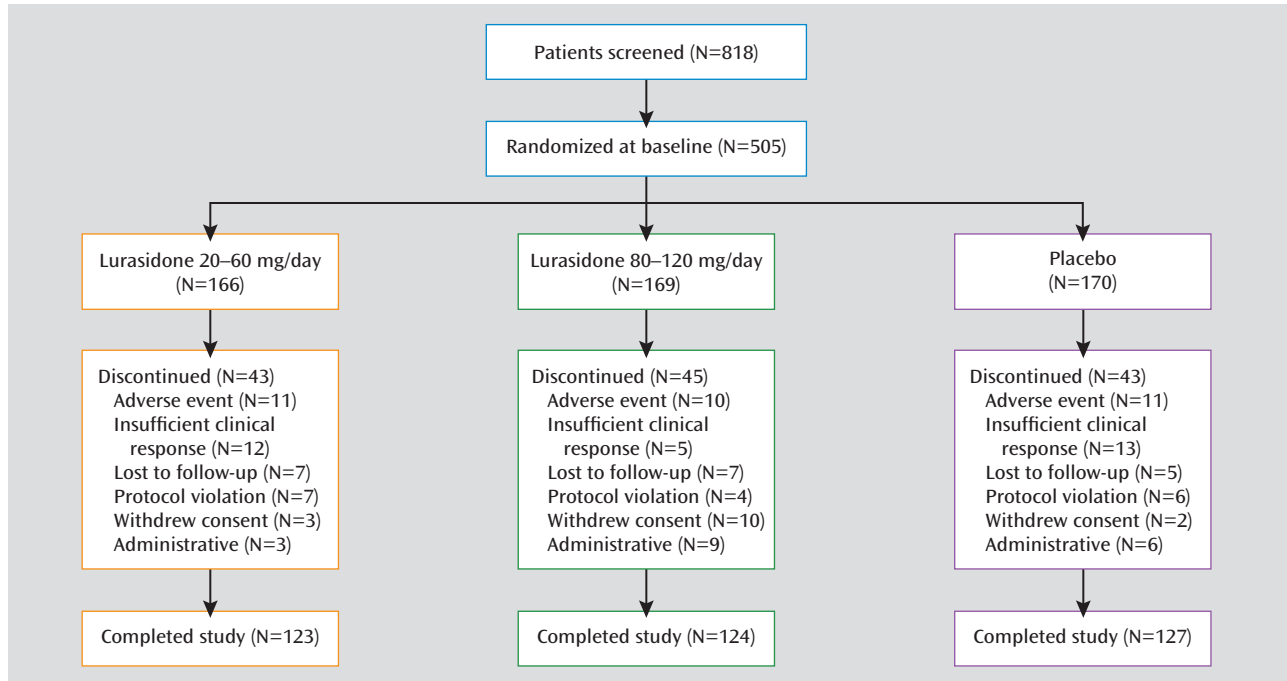 Patients screened (N=818)
Randomized at baseline (N=505)
Lurasidone 20–60 mg/day
(N=166)
Discontinued (N=43)
Adverse event (N=11)
Insufficient clinical
response (N=12)
Lost to follow-up (N=7)
Protocol violation (N=7)
Withdrew consent (N=3)
Administrative (N=3)
Completed study (N=123)
Lurasidone 80–120 mg/day
(N=169)
Discontinued (N=45)
Adverse event (N=10)
Insufficient clinical
response (N=5)
Lost to follow-up (N=7)
Protocol violation (N=4)
Withdrew consent (N=10)
Administrative (N=9)
Completed study (N=124)
Placebo
(N=170)
Discontinued (N=43)
Adverse event (N=11)
Insufficient clinical
response (N=13)
Lost to follow-up (N=5)
Protocol violation (N=6)
Withdrew consent (N=2)
Administrative (N=6)
Completed study (N=127)